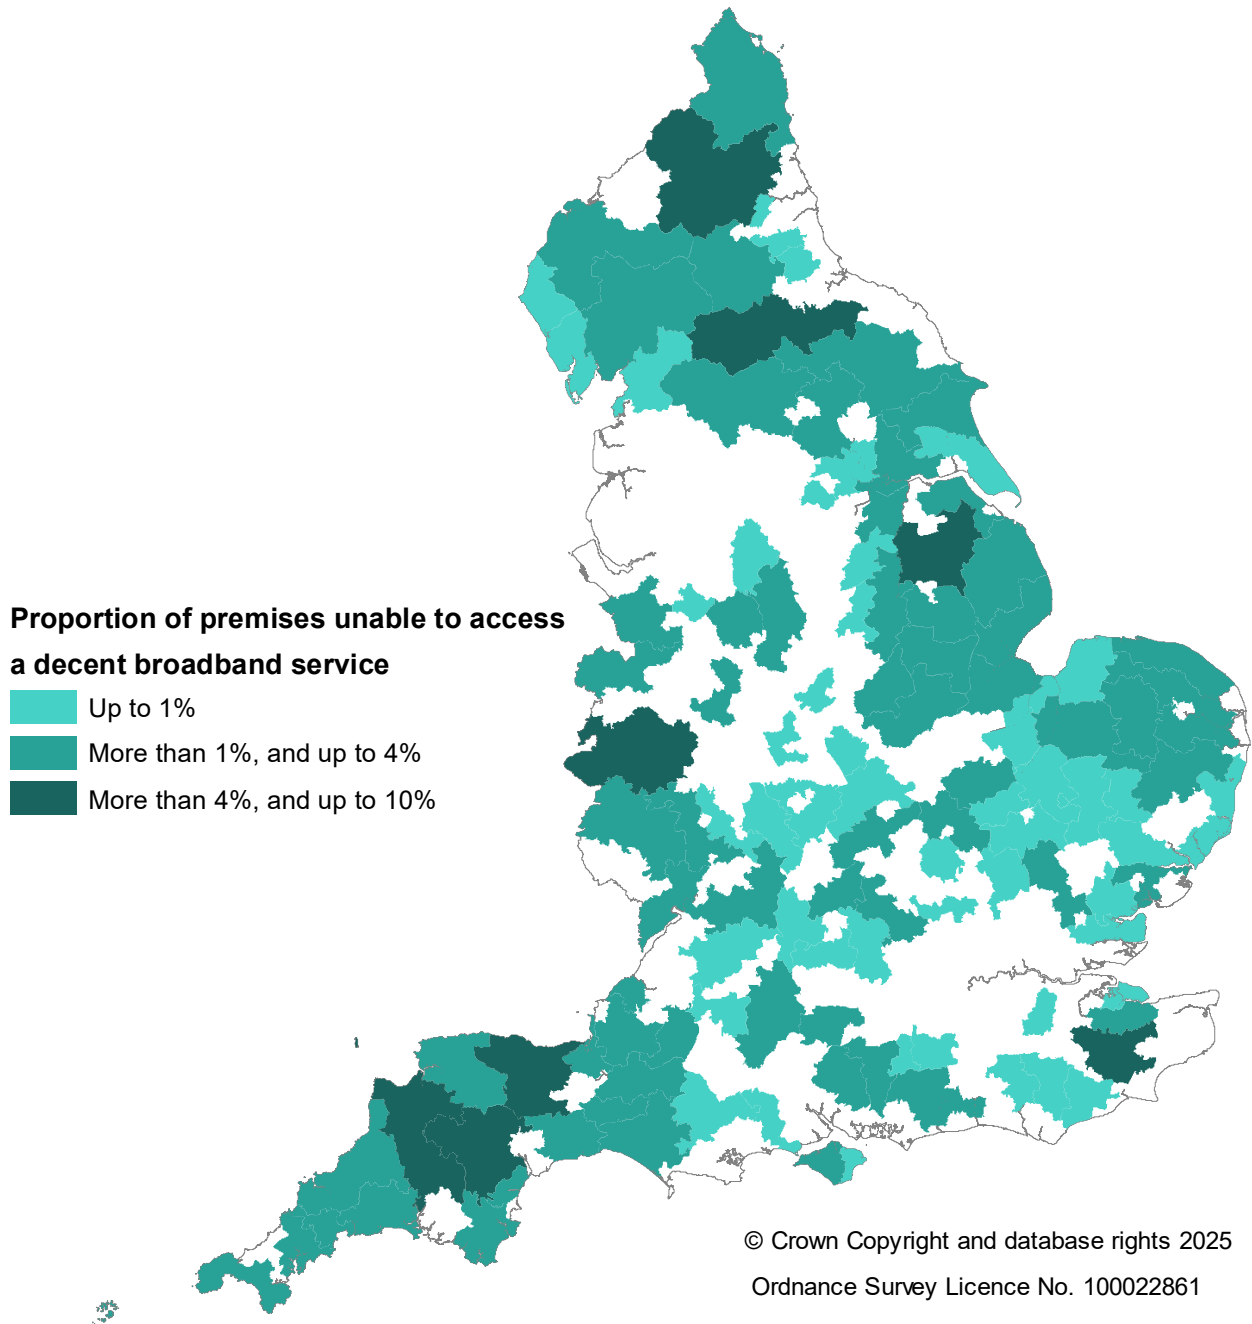 Proportion of premises unable to access
a decent broadband service
Up to 1%
More than 1%, and up to 4%
More than 4%, and up to 10%
© Crown Copyright and database rights 2025
Ordnance Survey Licence No. 100022861